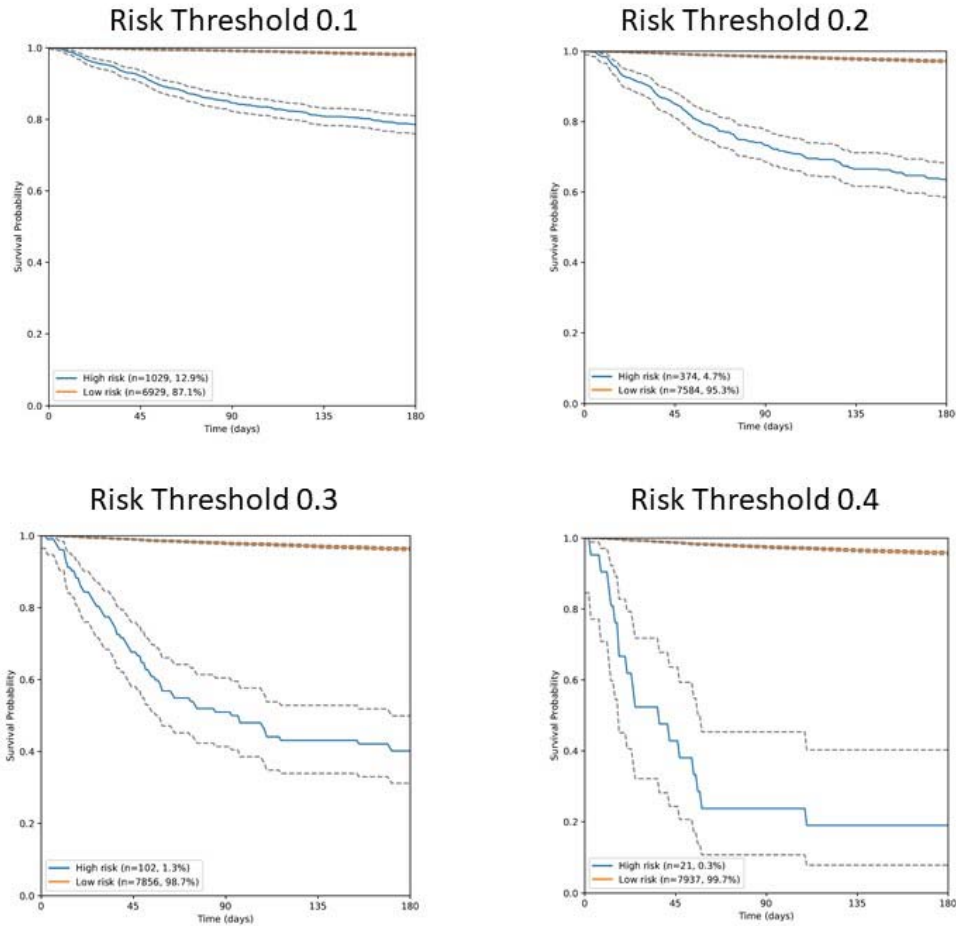 Risk Threshold 0.1
1.0
0.8
0.6
0.4
0.2
0.0
Survival Probability
High risk (n=1029, 12.9%)
Low risk (n=6929, 87.1%)
0 45 90 135 180
Time (days)
Risk Threshold 0.2
1.0
0.8
0.6
0.4
0.2
0.0
Survival Probability
High risk (n=374, 4.7%)
Low risk (n=7584, 95.3%)
0 45 90 135 180
Time (days)
Risk Threshold 0.3
1.0
0.8
0.6
0.4
0.2
0.0
Survival Probability
High risk (n=102, 1.3%)
Low risk (n=7856, 98.7%)
0 45 90 135 180
Time (days)
Risk Threshold 0.4
1.0
0.8
0.6
0.4
0.2
0.0
Survival Probability
High risk (n=21, 0.3%)
Low risk (n=7937, 99.7%)
0 45 90 135 180
Time (days)